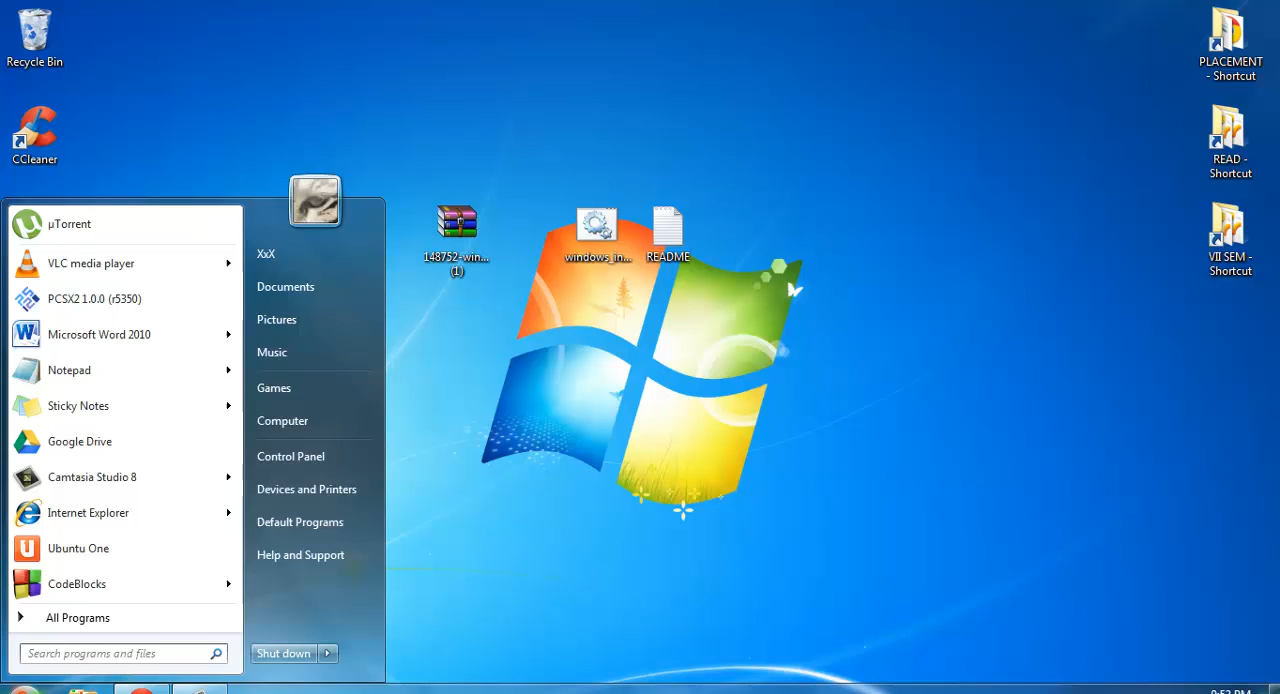 Recycle Bin
CCleaner
PLACEMENT
- Shortcut
READ -
Shortcut
VII SEM -
Shortcut
148752-win...
(1)
windows_in...
README
µTorrent
VLC media player
PCSX2 1.0.0 (r5350)
Microsoft Word 2010
Notepad
Sticky Notes
Google Drive
Camtasia Studio 8
Internet Explorer
Ubuntu One
CodeBlocks
All Programs
Search programs and files
XxX
Documents
Pictures
Music
Games
Computer
Control Panel
Devices and Printers
Default Programs
Help and Support
Shut down